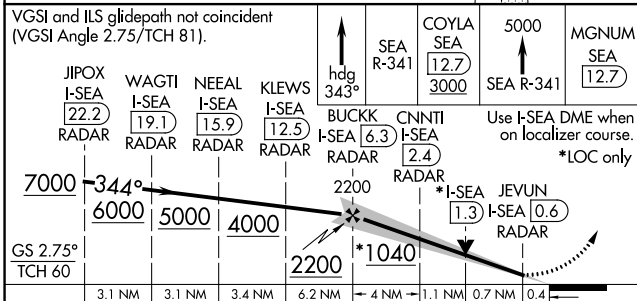 VGSI and ILS glidepath not coincident
(VGSI Angle 2.75/TCH 81).
hdg
343°
SEA
R-341
COYLA
SEA
12.7
3000
5000
SEA R-341
MGNUM
SEA
12.7
JIPOX
I-SEA
22.2
RADAR
WAGTI
I-SEA
19.1
RADAR
NEEAL
I-SEA
15.9
RADAR
KLEWS
I-SEA
12.5
RADAR
BUCKK
I-SEA 6.3
RADAR
CNNTI
I-SEA
2.4
RADAR
Use I-SEA DME when
on localizer course.
*LOC only
*I-SEA
1.3
JEVUN
I-SEA 0.6
RADAR
7000
344°
6000
5000
4000
2200
2200
*1040
GS 2.75°
TCH 60
3.1 NM
3.1 NM
3.4 NM
6.2 NM
4 NM
1.1 NM
0.7 NM
0.4